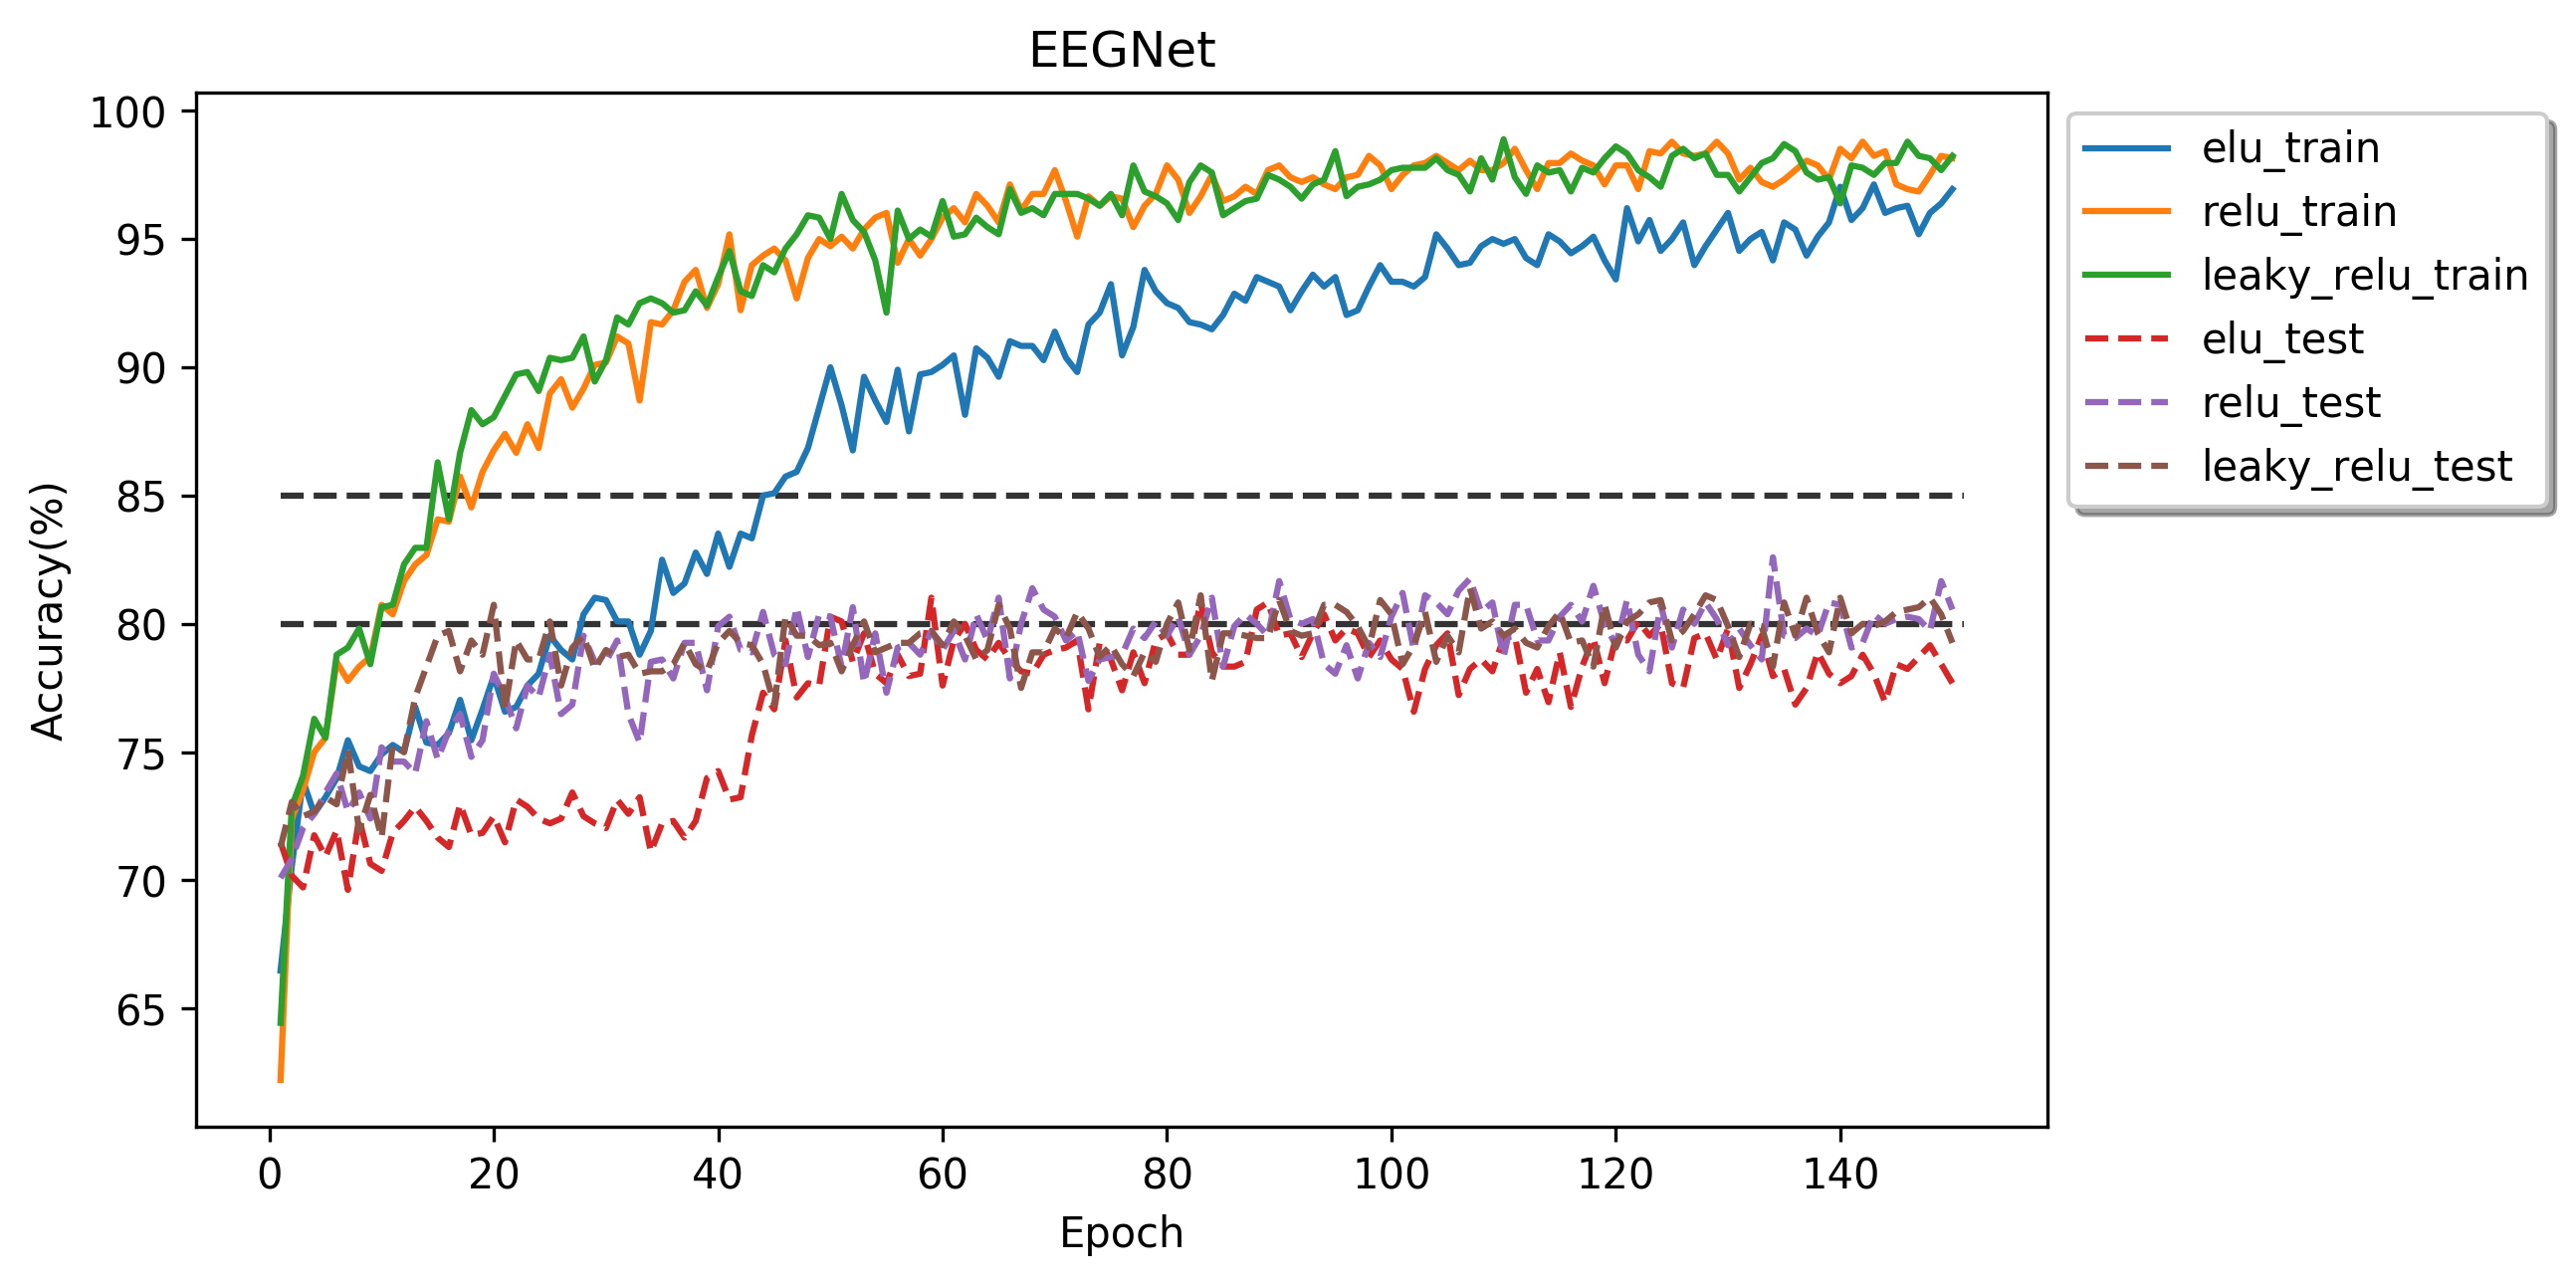 EEGNet
100
95
90
85
80
75
70
65
Accuracy(%)
0 20 40 60 80 100 120 140
Epoch
elu_train
relu_train
leaky_relu_train
elu_test
relu_test
leaky_relu_test